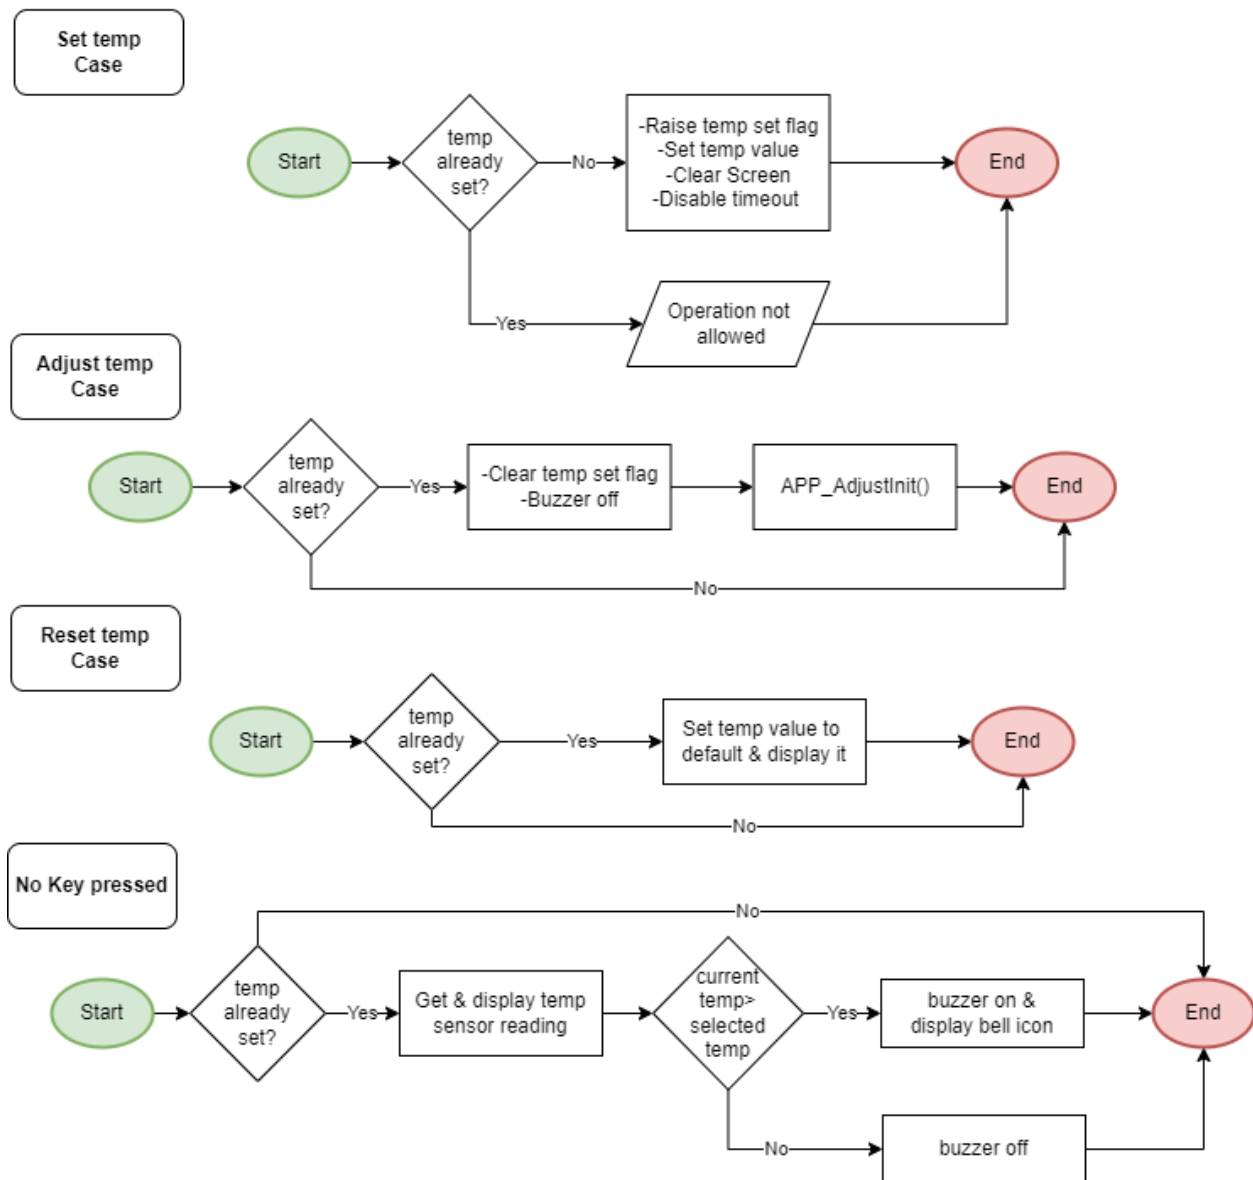 Set temp
Case
Start
temp
already
set?
No
-Raise temp set flag
-Set temp value
-Clear Screen
-Disable timeout
End
Yes
Operation not
allowed
Adjust temp
Case
Start
temp
already
set?
Yes
-Clear temp set flag
-Buzzer off
APP_AdjustInit()
End
No
Reset temp
Case
Start
temp
already
set?
Yes
Set temp value to
default & display it
End
No
No Key pressed
No
Start
temp
already
set?
Yes
Get & display temp
sensor reading
current
temp>
selected
temp
Yes
buzzer on &
display bell icon
End
No
buzzer off